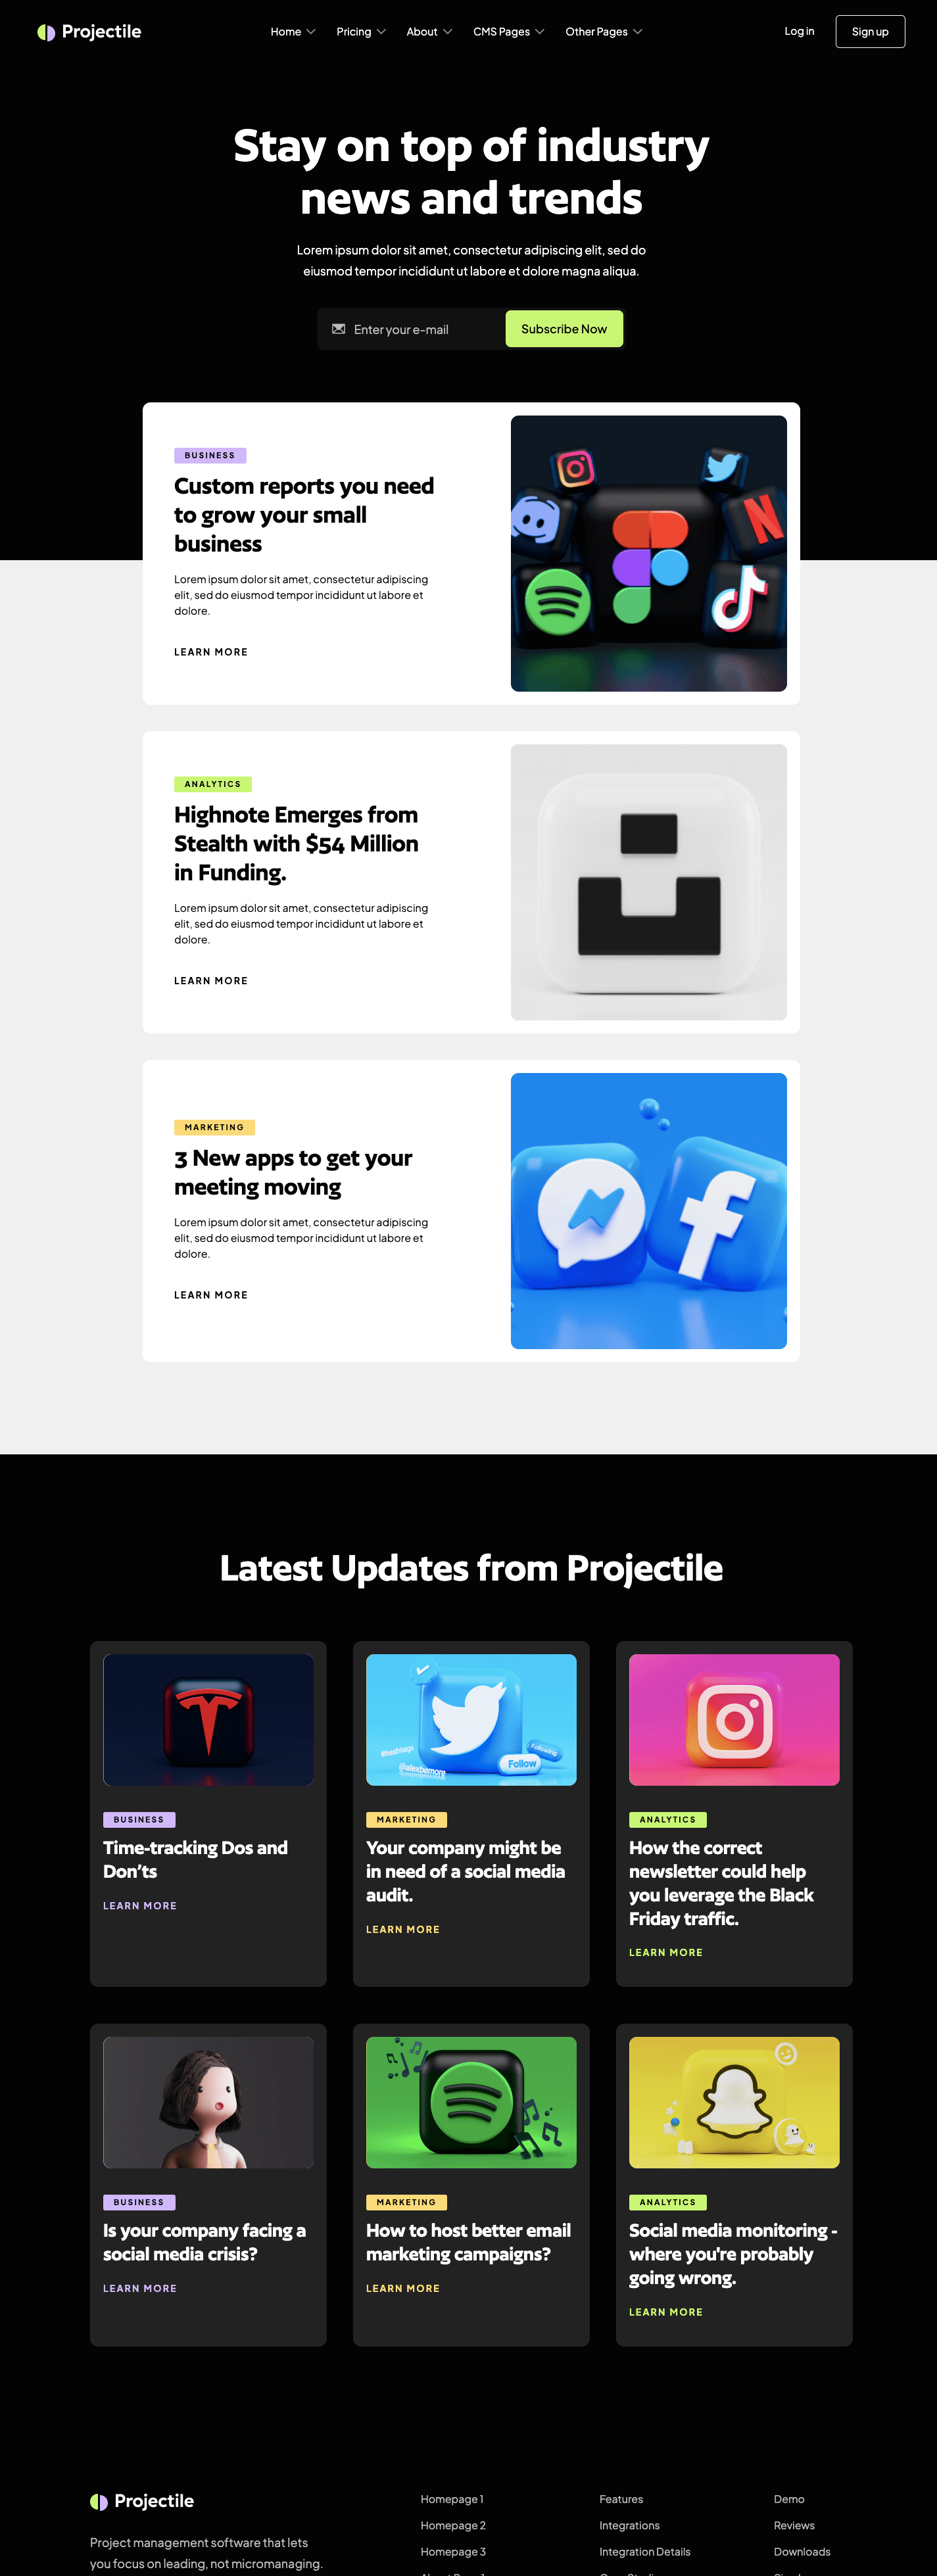 Projectile
Home
Pricing
About
CMS Pages
Other Pages
Log in
Sign up
Stay on top of industry
news and trends
Lorem ipsum dolor sit amet, consectetur adipiscing elit, sed do
eiusmod tempor incididunt ut labore et dolore magna aliqua.
Enter your e-mail
Subscribe Now
BUSINESS
Custom reports you need
to grow your small
business
Lorem ipsum dolor sit amet, consectetur adipiscing
elit, sed do eiusmod tempor incididunt ut labore et
dolore.
LEARN MORE
ANALYTICS
Highnote Emerges from
Stealth with $54 Million
in Funding.
Lorem ipsum dolor sit amet, consectetur adipiscing
elit, sed do eiusmod tempor incididunt ut labore et
dolore.
LEARN MORE
MARKETING
3 New apps to get your
meeting moving
Lorem ipsum dolor sit amet, consectetur adipiscing
elit, sed do eiusmod tempor incididunt ut labore et
dolore.
LEARN MORE
Latest Updates from Projectile
BUSINESS
Time-tracking Dos and
Don’ts
LEARN MORE
#hashtags
@alexbemore
Following
Follow
MARKETING
Your company might be
in need of a social media
audit.
LEARN MORE
ANALYTICS
How the correct
newsletter could help
you leverage the Black
Friday traffic.
LEARN MORE
BUSINESS
Is your company facing a
social media crisis?
LEARN MORE
MARKETING
How to host better email
marketing campaigns?
LEARN MORE
ANALYTICS
Social media monitoring -
where you're probably
going wrong.
LEARN MORE
Projectile
Project management software that lets
you focus on leading, not micromanaging.
Homepage 1
Homepage 2
Homepage 3
Features
Integrations
Integration Details
Demo
Reviews
Downloads